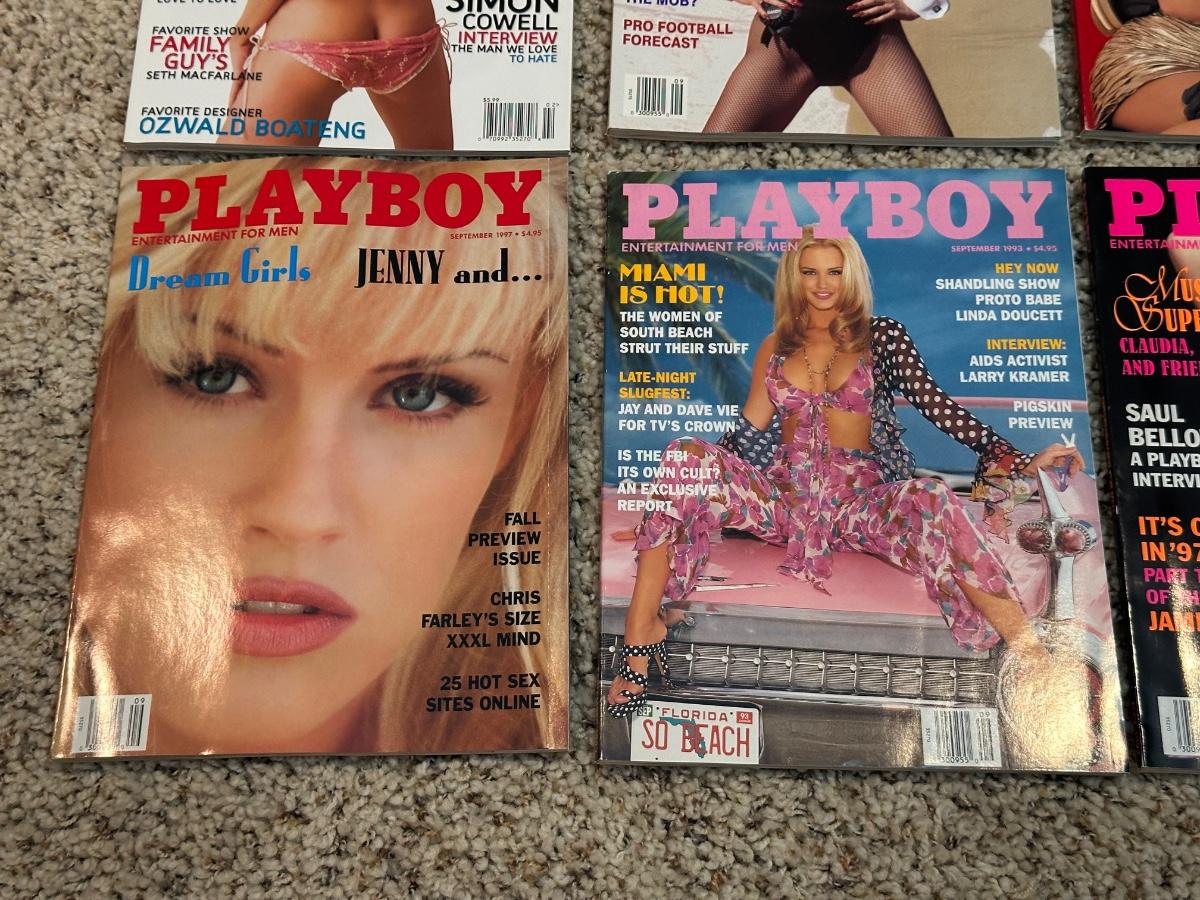 LOVE TO LOVE
FAVORITE SHOW
FAMILY
GUY'S
SETH MACFARLANE
FAVORITE DESIGNER
OZWALD BOATENG
SIMON
COWELL
INTERVIEW
THE MAN WE LOVE
TO HATE
$5.99
02>
THE MOB?
PRO FOOTBALL
FORECAST
09
PLAYBOY
ENTERTAINMENT FOR MEN
SEPTEMBER 1997 • $4.95
Dream Girls
JENNY and...
FALL
PREVIEW
ISSUE
CHRIS
FARLEY'S SIZE
XXXL MIND
25 HOT SEX
SITES ONLINE
09
PLAYBOY
ENTERTAINMENT FOR MEN
SEPTEMBER 1993 • $4.95
MIAMI
IS HOT!
THE WOMEN OF
SOUTH BEACH
STRUT THEIR STUFF
LATE-NIGHT
SLUGFEST:
JAY AND DAVE VIE
FOR TV'S CROWN
IS THE FBI
ITS OWN CULT?
AN EXCLUSIVE
REPORT
HEY NOW
SHANDLING SHOW
PROTO BABE
LINDA DOUCETT
INTERVIEW:
AIDS ACTIVIST
LARRY KRAMER
PIGSKIN
PREVIEW
SEP FLORIDA 93
SO BEACH
09
CLAUDIA,
AND
SAUL
A
IT'S
IN '97
PART